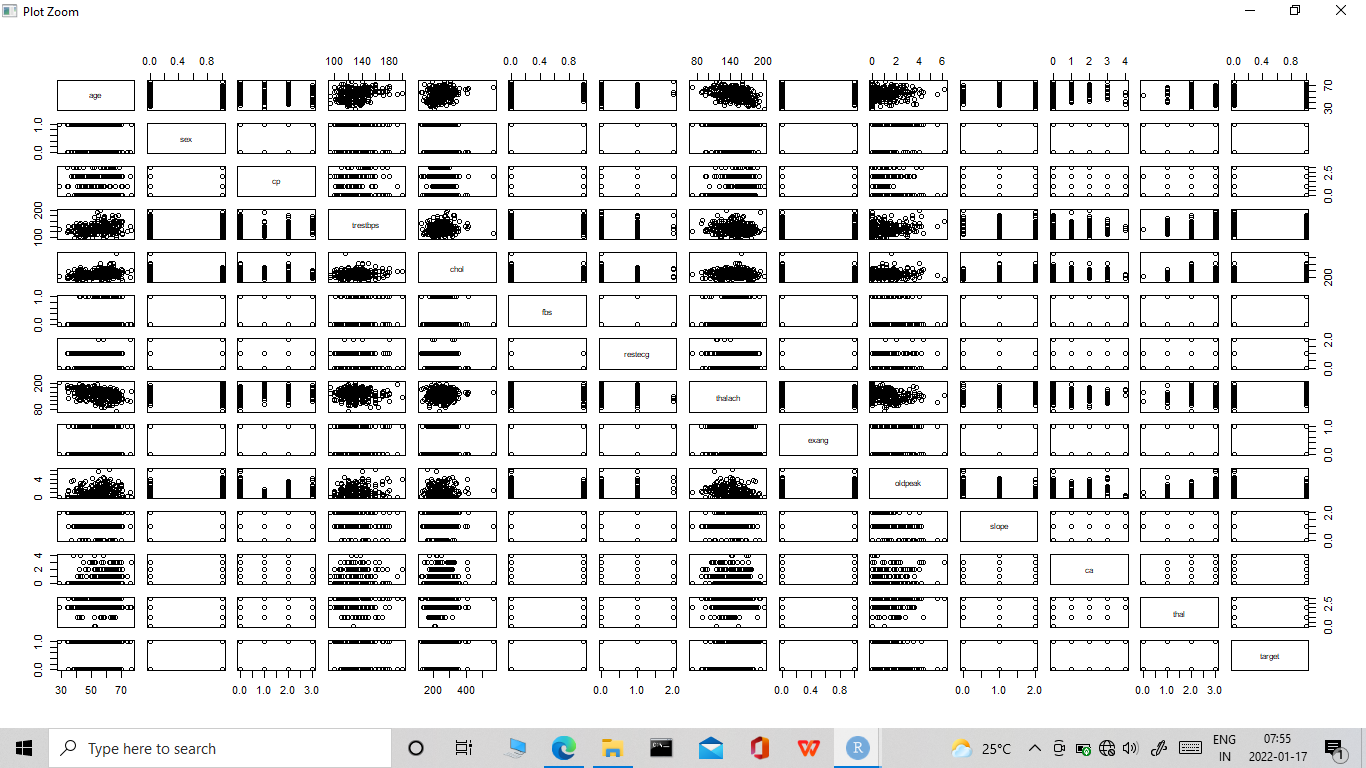 Plot Zoom
0.0 0.4 0.8 100 140 180 0.0 0.4 0.8 80 140 200 0 2 4 6 0 1 2 3 4 0.0 0.4 0.8
age 30 70
0.0 1.0 sex
cp 0.0 2.5
100 200 trestbps
chol 200
0.0 1.0 fbs
restecg 0.0 2.0
80 200 thalach
exang 0.0 1.0
0 4 oldpeak
slope 0.0 2.0
0 2 4 ca
thal 0.0 2.5
0.0 1.0 target
30 50 70 0.0 1.0 2.0 3.0 200 400 0.0 1.0 2.0 0.0 0.4 0.8 0.0 1.0 2.0 0.0 1.0 2.0 3.0
Type here to search
R
25°C
ENG
IN
07:55
2022-01-17
1